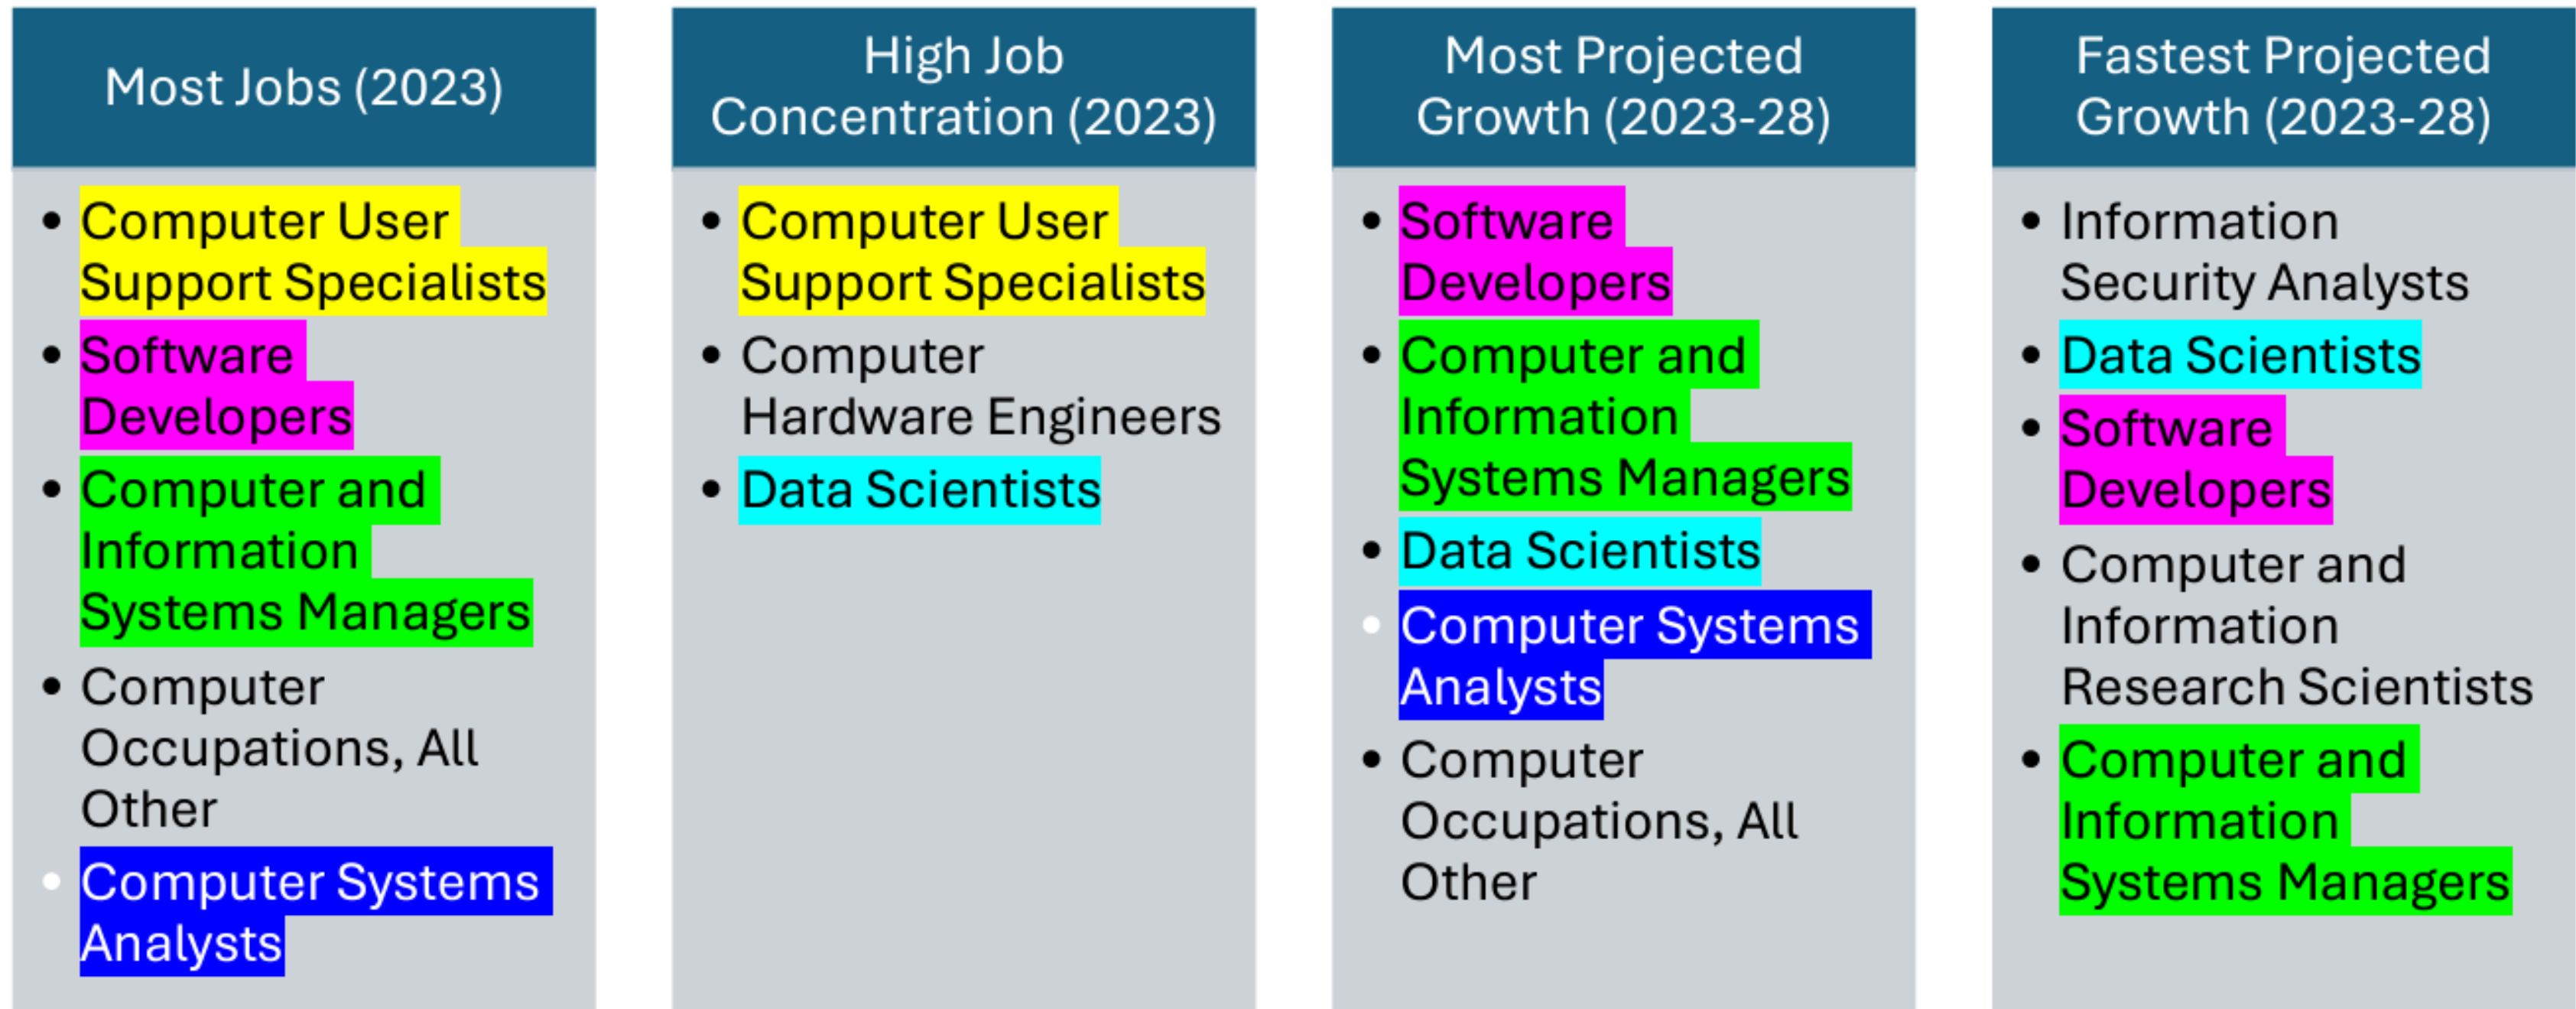 Most Jobs (2023)
• Computer User
Support Specialists
• Software
Developers
• Computer and
Information
Systems Managers
• Computer
Occupations, All
Other
• Computer Systems
Analysts
High Job
Concentration (2023)
• Computer User
Support Specialists
• Computer
Hardware Engineers
• Data Scientists
Most Projected
Growth (2023-28)
• Software
Developers
• Computer and
Information
Systems Managers
• Data Scientists
• Computer Systems
Analysts
• Computer
Occupations, All
Other
Fastest Projected
Growth (2023-28)
• Information
Security Analysts
• Data Scientists
• Software
Developers
• Computer and
Information
Research Scientists
• Computer and
Information
Systems Managers